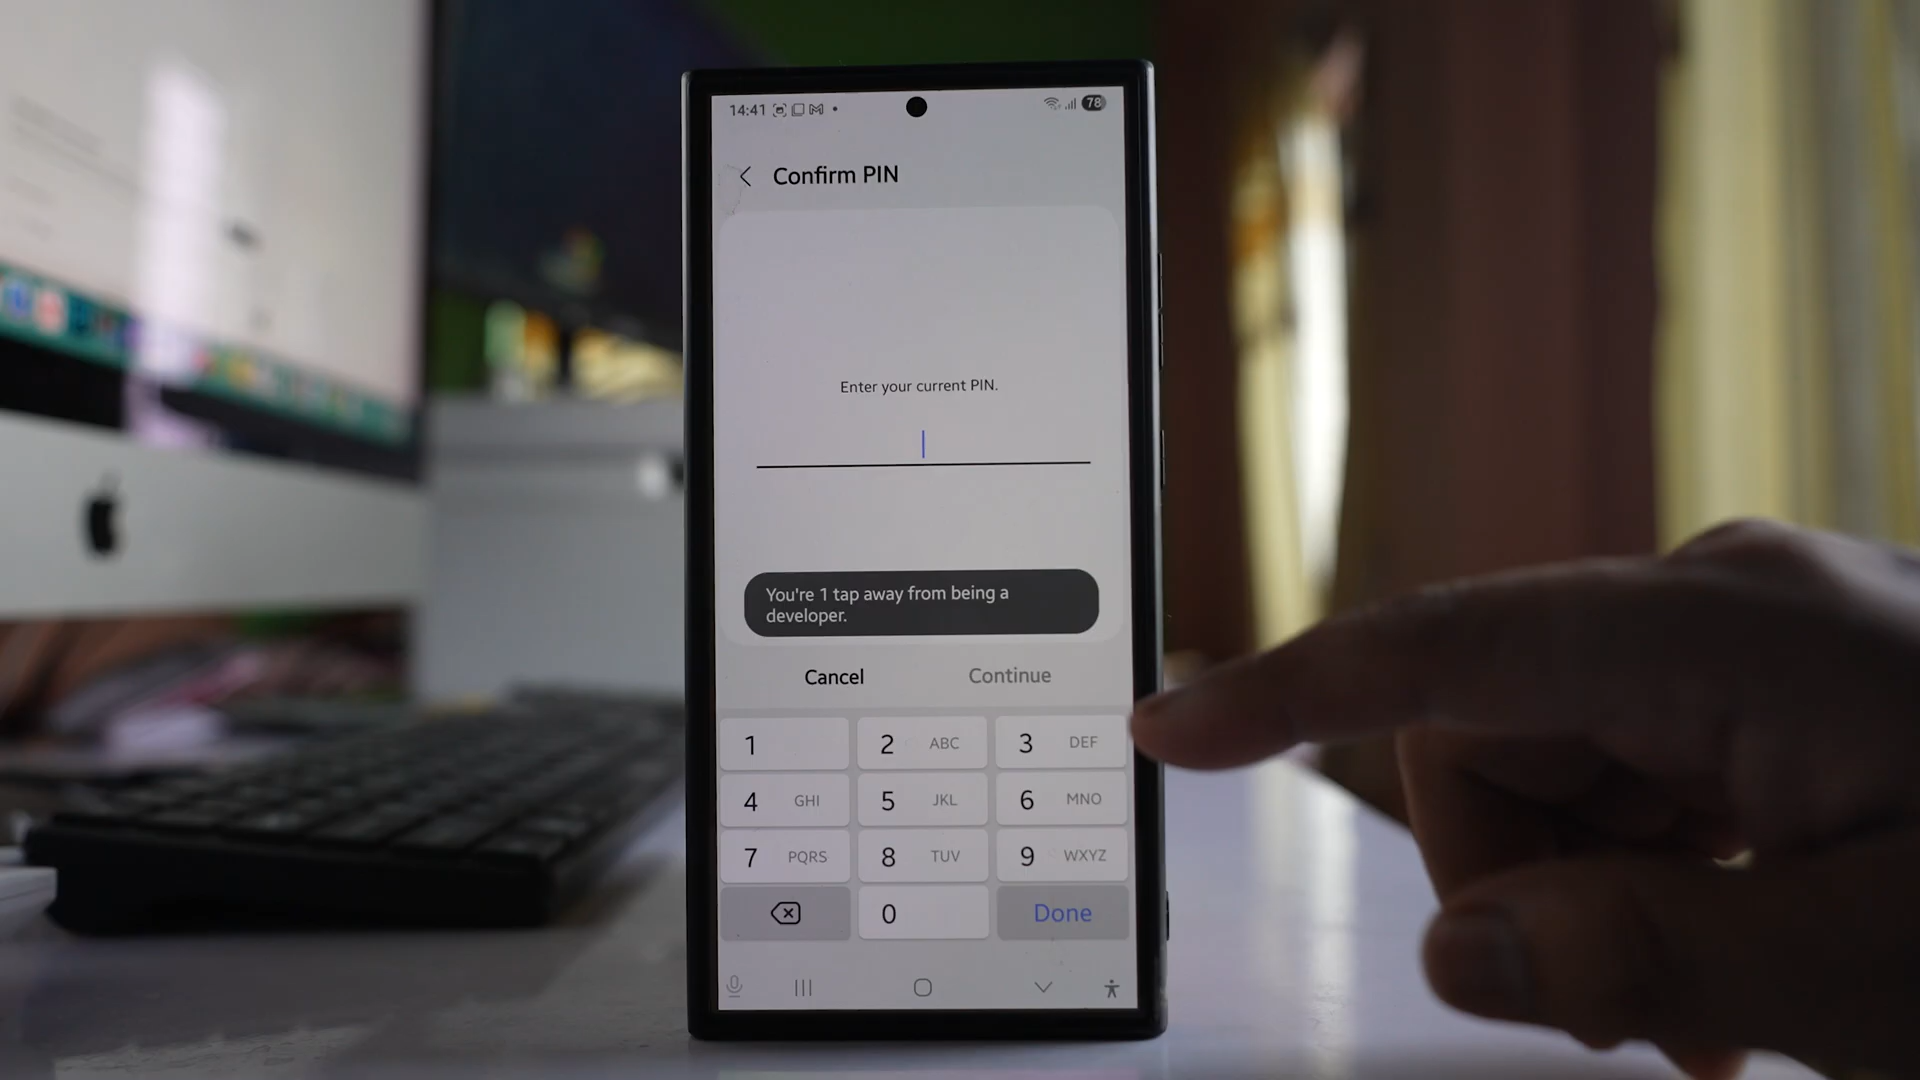 14:41
78
Confirm PIN
Enter your current PIN.
You're 1 tap away from being a
developer.
Cancel Continue
1 2 ABC 3 DEF
4 GHI 5 JKL 6 MNO
7 PQRS 8 TUV 9 WXYZ
0 Done